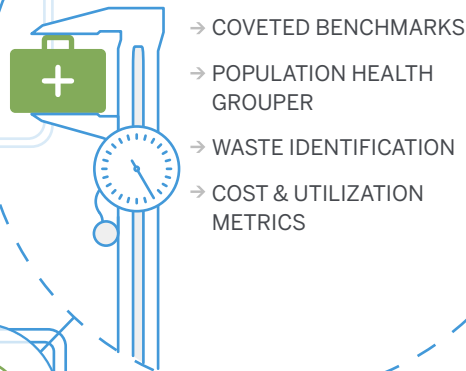 → COVETED BENCHMARKS
→ POPULATION HEALTH
GROUPER
→ WASTE IDENTIFICATION
→ COST & UTILIZATION
METRICS